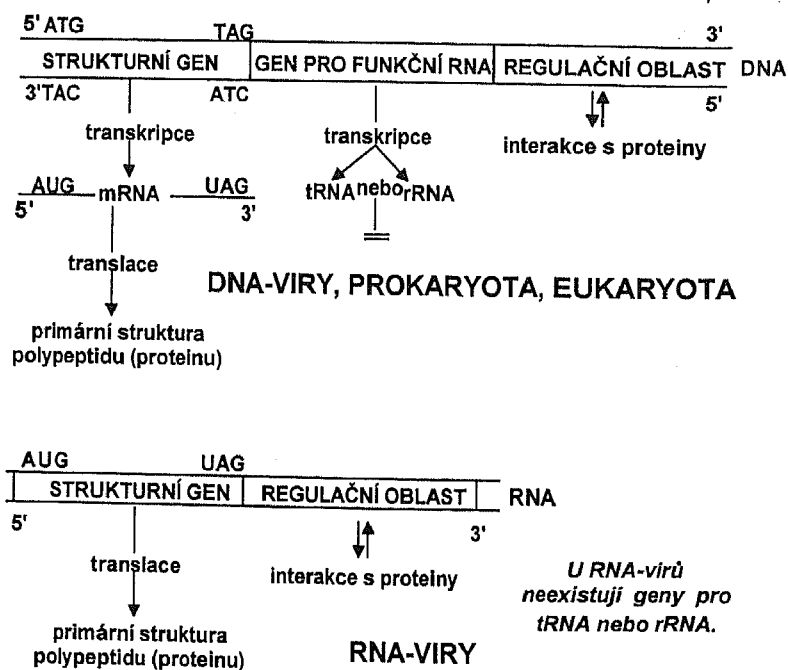 5' ATG TAG 3'
STRUKTURNÍ GEN GEN PRO FUNKČNÍ RNA REGULAČNÍ OBLAST DNA
3'TAC ATC 5'
transkripce transkripce interakce s proteiny
AUG mRNA UAG tRNA nebo rRNA
5' 3'
translace
DNA-VIRY, PROKARYOTA, EUKARYOTA
primární struktura
polypeptidu (proteinu)
AUG UAG
STRUKTURNÍ GEN REGULAČNÍ OBLAST RNA
5' 3'
translace interakce s proteiny
U RNA-virů
neexistují geny pro
tRNA nebo rRNA.
primární struktura
polypeptidu (proteinu) RNA-VIRY